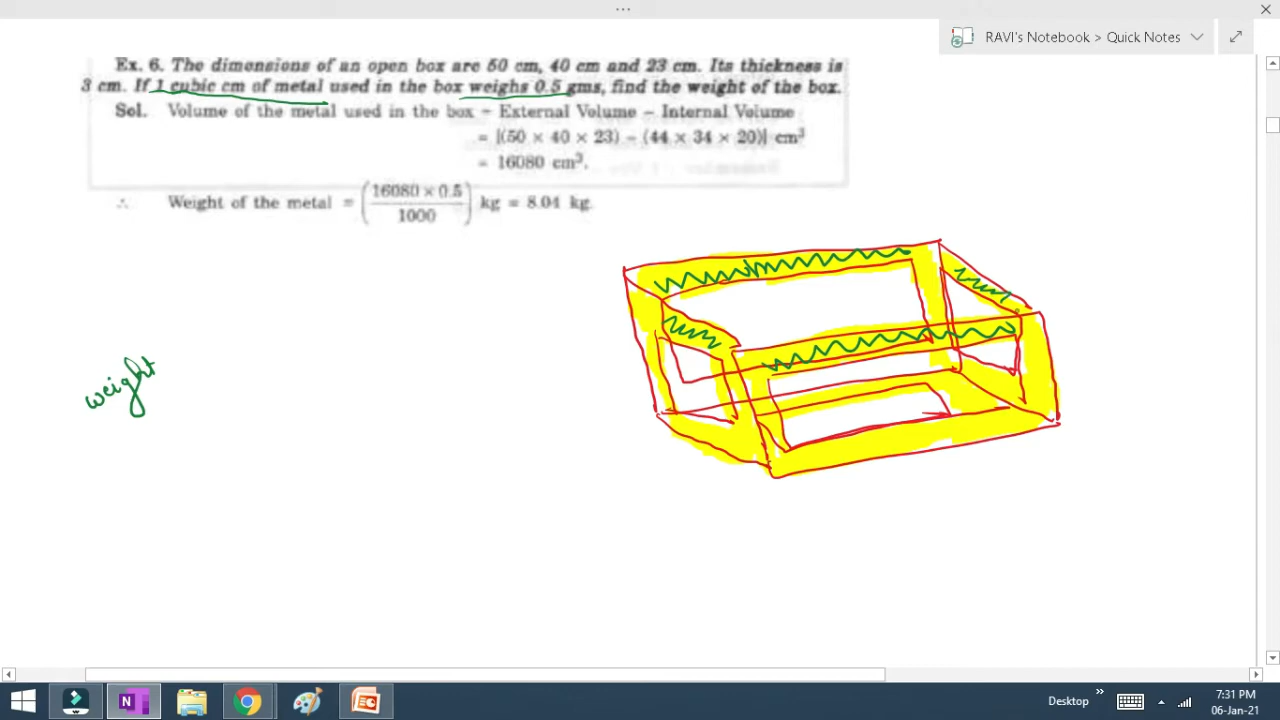 RAVI's Notebook > Quick Notes
Ex. 6. The dimensions of an open box are 50 cm, 40 cm and 23 cm. Its thickness is
3 cm. If 1 cubic cm of metal used in the box weighs 0.5 gms, find the weight of the box.
Sol. Volume of the metal used in the box – External Volume – Internal Volume
= [(50 × 40 × 23) – (44 × 34 × 20)] cm³
= 16080 cm³.
∴ Weight of the metal = (16080 × 0.5 / 1000) kg = 8.04 kg.
weight
Desktop
7:31 PM
06-Jan-21